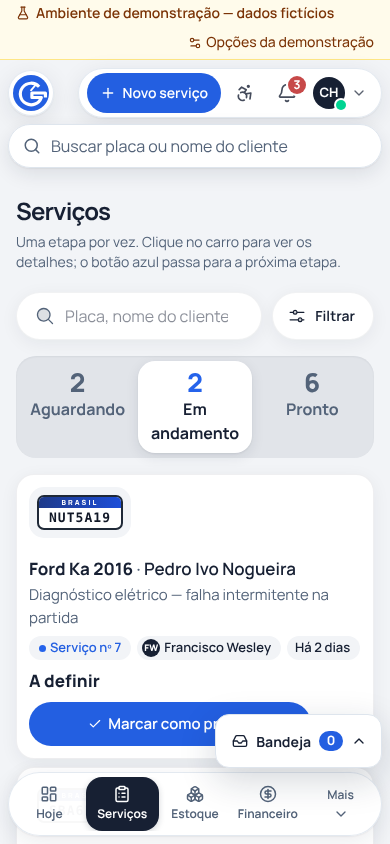 Ambiente de demonstração — dados fictícios
Opções da demonstração
Novo serviço
3
CH
Buscar placa ou nome do cliente
Serviços
Uma etapa por vez. Clique no carro para ver os
detalhes; o botão azul passa para a próxima etapa.
Placa, nome do cliente
Filtrar
2
Aguardando
2
Em
andamento
6
Pronto
BRASIL
NUT5A19
Ford Ka 2016 · Pedro Ivo Nogueira
Diagnóstico elétrico — falha intermitente na
partida
Serviço nº 7
FW Francisco Wesley
Há 2 dias
A definir
Marcar como
Bandeja 0
Hoje
Serviços
Estoque
Financeiro
Mais